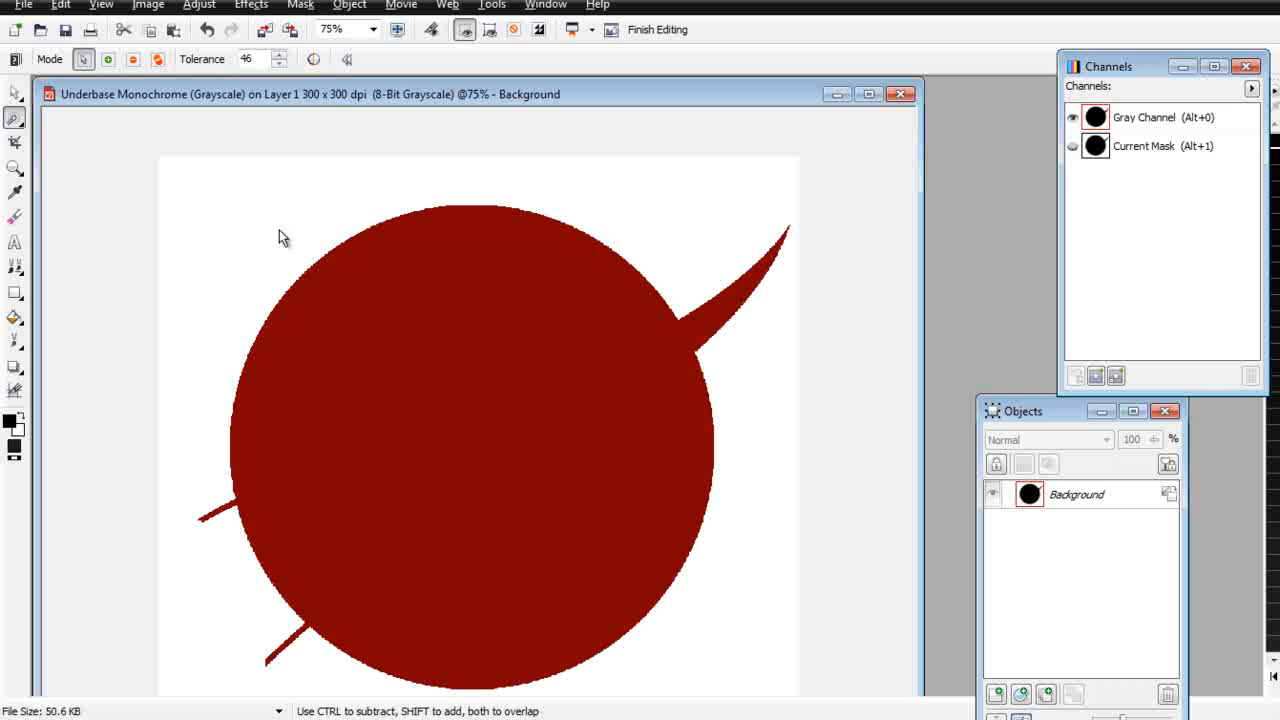 File Edit View Image Adjust Effects Mask Object Movie Web Tools Window Help
75% Finish Editing
Mode Tolerance 46
Underbase Monochrome (Grayscale) on Layer 1 300 x 300 dpi (8-Bit Grayscale) @75% - Background
Channels
Channels:
Gray Channel (Alt+0)
Current Mask (Alt+1)
Objects
Normal 100 %
Background
File Size: 50.6 KB Use CTRL to subtract, SHIFT to add, both to overlap